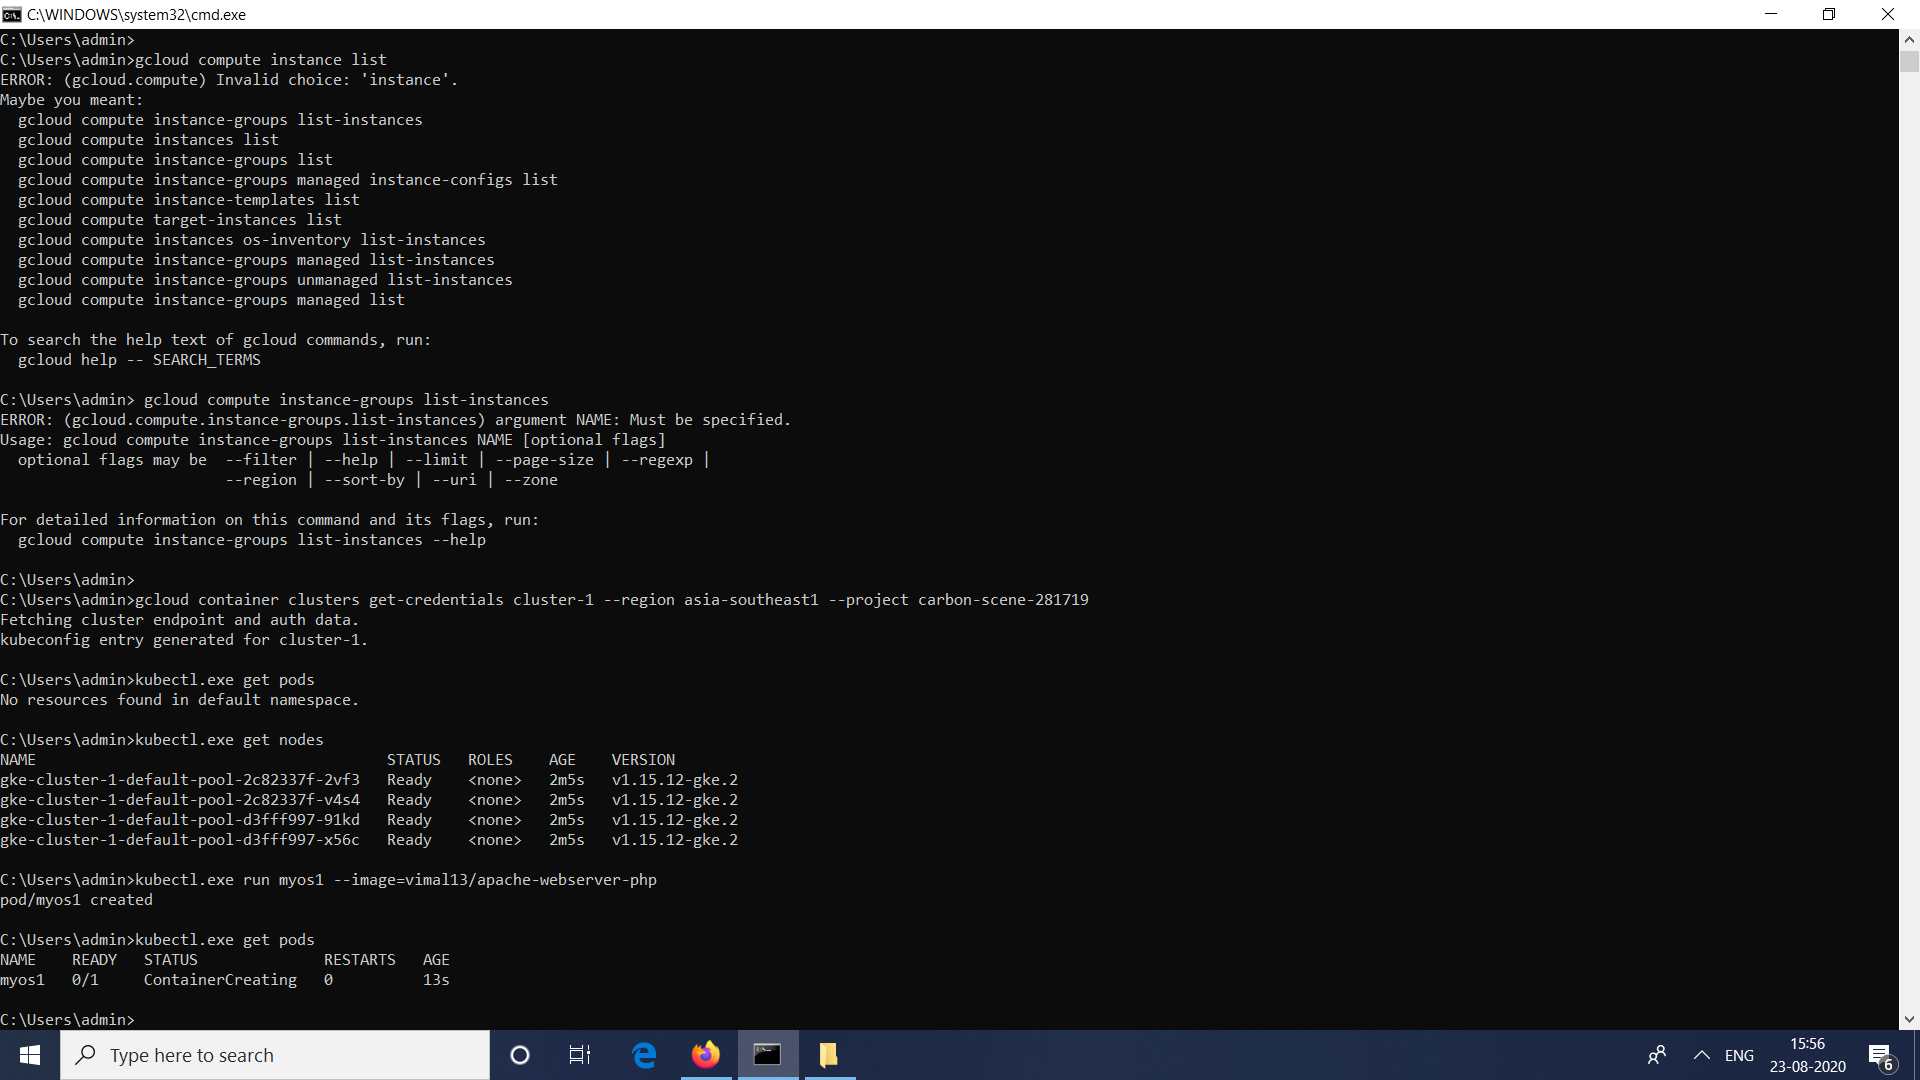 C:\WINDOWS\system32\cmd.exe
C:\Users\admin>
C:\Users\admin>gcloud compute instance list
ERROR: (gcloud.compute) Invalid choice: 'instance'.
Maybe you meant:
  gcloud compute instance-groups list-instances
  gcloud compute instances list
  gcloud compute instance-groups list
  gcloud compute instance-groups managed instance-configs list
  gcloud compute instance-templates list
  gcloud compute target-instances list
  gcloud compute instances os-inventory list-instances
  gcloud compute instance-groups managed list-instances
  gcloud compute instance-groups unmanaged list-instances
  gcloud compute instance-groups managed list
To search the help text of gcloud commands, run:
  gcloud help -- SEARCH_TERMS
C:\Users\admin> gcloud compute instance-groups list-instances
ERROR: (gcloud.compute.instance-groups.list-instances) argument NAME: Must be specified.
Usage: gcloud compute instance-groups list-instances NAME [optional flags]
  optional flags may be  --filter | --help | --limit | --page-size | --regexp |
                         --region | --sort-by | --uri | --zone
For detailed information on this command and its flags, run:
  gcloud compute instance-groups list-instances --help
C:\Users\admin>
C:\Users\admin>gcloud container clusters get-credentials cluster-1 --region asia-southeast1 --project carbon-scene-281719
Fetching cluster endpoint and auth data.
kubeconfig entry generated for cluster-1.
C:\Users\admin>kubectl.exe get pods
No resources found in default namespace.
C:\Users\admin>kubectl.exe get nodes
NAME                                       STATUS   ROLES    AGE    VERSION
gke-cluster-1-default-pool-2c82337f-2vf3   Ready    <none>   2m5s   v1.15.12-gke.2
gke-cluster-1-default-pool-2c82337f-v4s4   Ready    <none>   2m5s   v1.15.12-gke.2
gke-cluster-1-default-pool-d3fff997-91kd   Ready    <none>   2m5s   v1.15.12-gke.2
gke-cluster-1-default-pool-d3fff997-x56c   Ready    <none>   2m5s   v1.15.12-gke.2
C:\Users\admin>kubectl.exe run myos1 --image=vimal13/apache-webserver-php
pod/myos1 created
C:\Users\admin>kubectl.exe get pods
NAME    READY   STATUS              RESTARTS   AGE
myos1   0/1     ContainerCreating   0          13s
C:\Users\admin>
Type here to search
ENG
15:56
23-08-2020
6